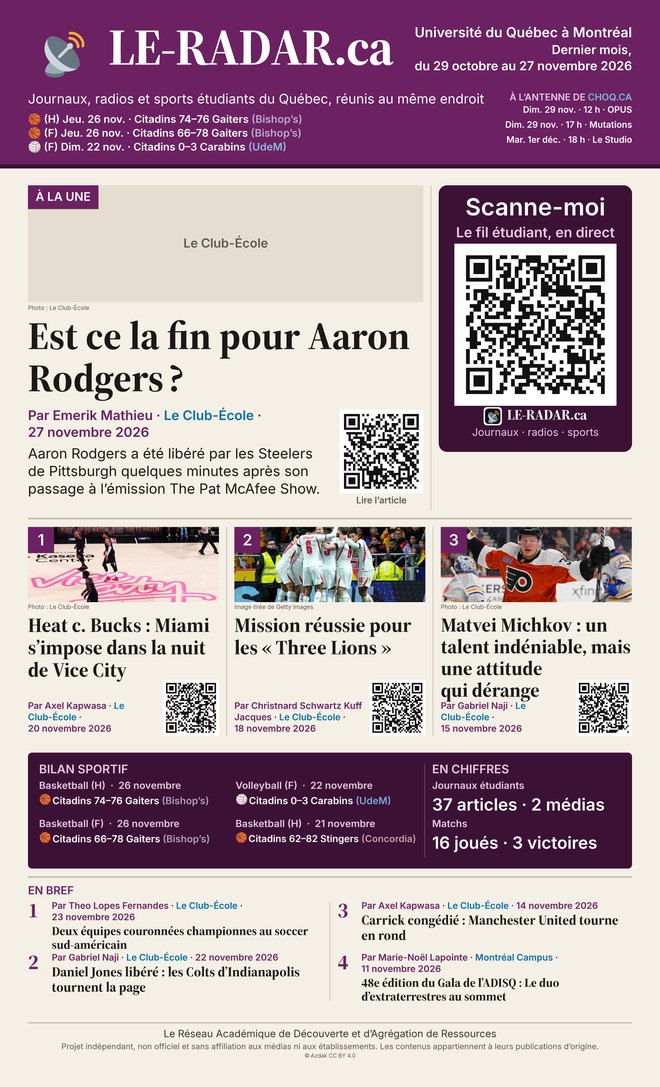 LE-RADAR.ca
Université du Québec à Montréal
Dernier mois,
du 29 octobre au 27 novembre 2026
Journaux, radios et sports étudiants du Québec, réunis au même endroit
(H) Jeu. 26 nov. · Citadins 74–76 Gaiters (Bishop's)
(F) Jeu. 26 nov. · Citadins 66–78 Gaiters (Bishop's)
(F) Dim. 22 nov. · Citadins 0–3 Carabins (UdeM)
À L'ANTENNE DE CHOQ.CA
Dim. 29 nov. · 12 h · OPUS
Dim. 29 nov. · 17 h · Mutations
Mar. 1er déc. · 18 h · Le Studio
À LA UNE
Le Club-École
Photo : Le Club-École
Est ce la fin pour Aaron
Rodgers ?
Par Emerik Mathieu · Le Club-École ·
27 novembre 2026
Aaron Rodgers a été libéré par les Steelers
de Pittsburgh quelques minutes après son
passage à l'émission The Pat McAfee Show.
Lire l'article
Scanne-moi
Le fil étudiant, en direct
LE-RADAR.ca
Journaux · radios · sports
1
Photo : Le Club-École
Heat c. Bucks : Miami
s'impose dans la nuit
de Vice City
Par Axel Kapwasa · Le
Club-École ·
20 novembre 2026
2
Image tirée de Getty Images
Mission réussie pour
les « Three Lions »
Par Christnard Schwartz Kuff
Jacques · Le Club-École ·
18 novembre 2026
3
Photo : Le Club-École
Matvei Michkov : un
talent indéniable, mais
une attitude
qui dérange
Par Gabriel Naji · Le
Club-École ·
15 novembre 2026
BILAN SPORTIF
Basketball (H) · 26 novembre
Citadins 74–76 Gaiters (Bishop's)
Volleyball (F) · 22 novembre
Citadins 0–3 Carabins (UdeM)
Basketball (F) · 26 novembre
Citadins 66–78 Gaiters (Bishop's)
Basketball (H) · 21 novembre
Citadins 62–82 Stingers (Concordia)
EN CHIFFRES
Journaux étudiants
37 articles · 2 médias
Matchs
16 joués · 3 victoires
EN BREF
1
Par Theo Lopes Fernandes · Le Club-École ·
23 novembre 2026
Deux équipes couronnées championnes au soccer
sud-américain
2
Par Gabriel Naji · Le Club-École · 22 novembre 2026
Daniel Jones libéré : les Colts d'Indianapolis
tournent la page
3
Par Axel Kapwasa · Le Club-École · 14 novembre 2026
Carrick congédié : Manchester United tourne
en rond
4
Par Marie-Noël Lapointe · Montréal Campus ·
11 novembre 2026
48e édition du Gala de l'ADISQ : Le duo
d'extraterrestres au sommet
Le Réseau Académique de Découverte et d'Agrégation de Ressources
Projet indépendant, non officiel et sans affiliation aux médias ni aux établissements. Les contenus appartiennent à leurs publications d'origine.
© Azdak CC BY 4.0